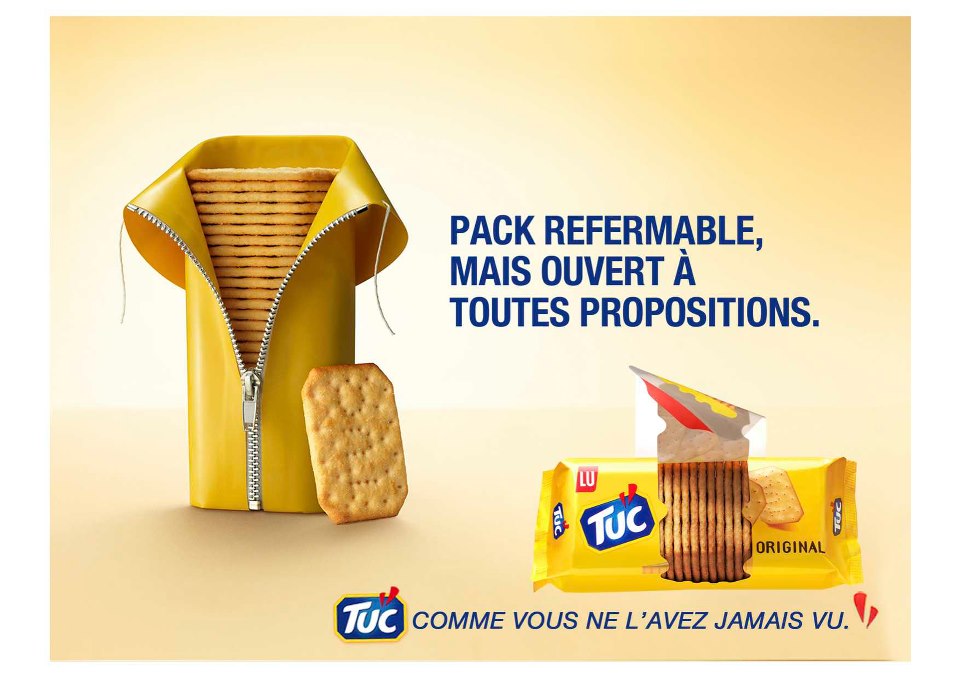 PACK REFERMABLE,
MAIS OUVERT À
TOUTES PROPOSITIONS.
LU
TUC
TUC
TUC
ORIGINAL
TUC COMME VOUS NE L'AVEZ JAMAIS VU.